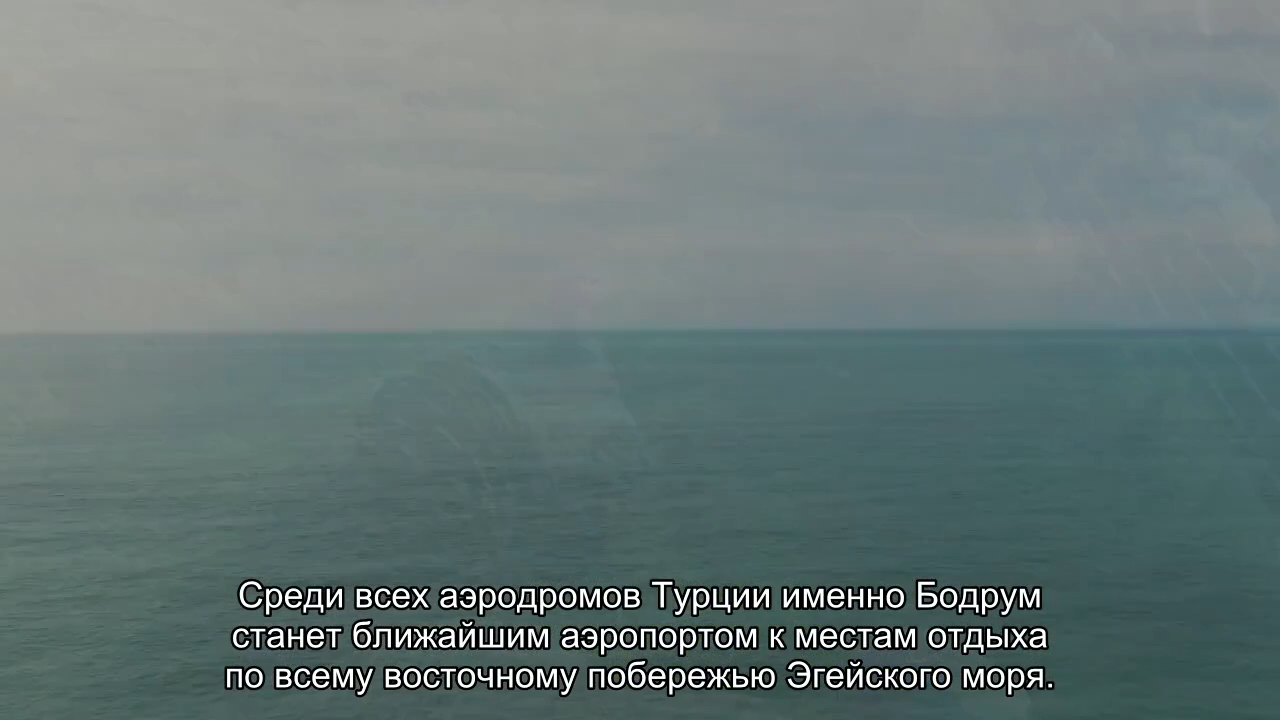 Среди всех аэродромов Турции именно Бодрум
станет ближайшим аэропортом к местам отдыха
по всему восточному побережью Эгейского моря.